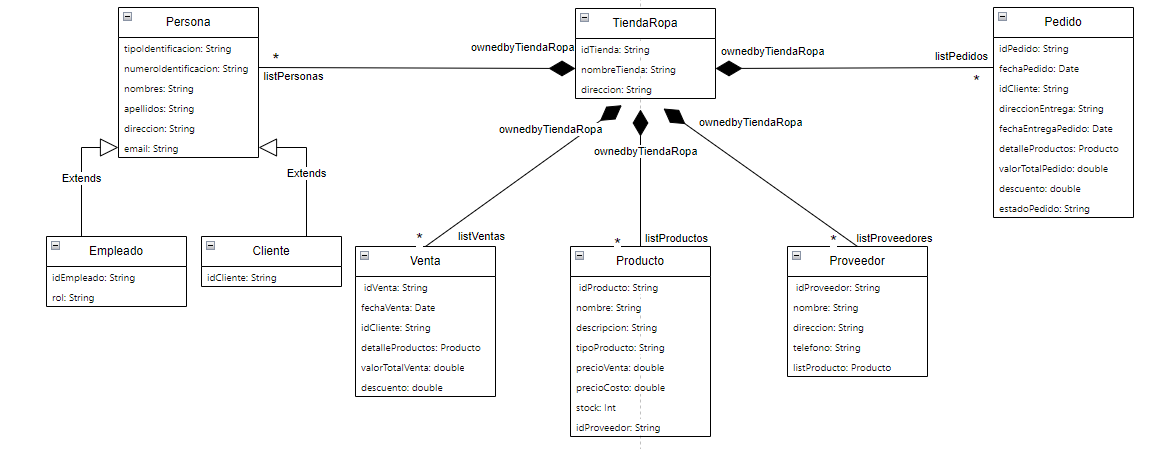 Persona
tipoIdentificacion: String
numeroIdentificacion: String
nombres: String
apellidos: String
direccion: String
email: String
*
listPersonas
ownedbyTiendaRopa
TiendaRopa
idTienda: String
nombreTienda: String
direccion: String
ownedbyTiendaRopa
listPedidos
*
Pedido
idPedido: String
fechaPedido: Date
idCliente: String
direccionEntrega: String
fechaEntregaPedido: Date
detalleProductos: Producto
valorTotalPedido: double
descuento: double
estadoPedido: String
Extends
Extends
ownedbyTiendaRopa
ownedbyTiendaRopa
ownedbyTiendaRopa
* listVentas
* listProductos
* listProveedores
Empleado
idEmpleado: String
rol: String
Cliente
idCliente: String
Venta
idVenta: String
fechaVenta: Date
idCliente: String
detalleProductos: Producto
valorTotalVenta: double
descuento: double
Producto
idProducto: String
nombre: String
descripcion: String
tipoProducto: String
precioVenta: double
precioCosto: double
stock: Int
idProveedor: String
Proveedor
idProveedor: String
nombre: String
direccion: String
telefono: String
listProducto: Producto